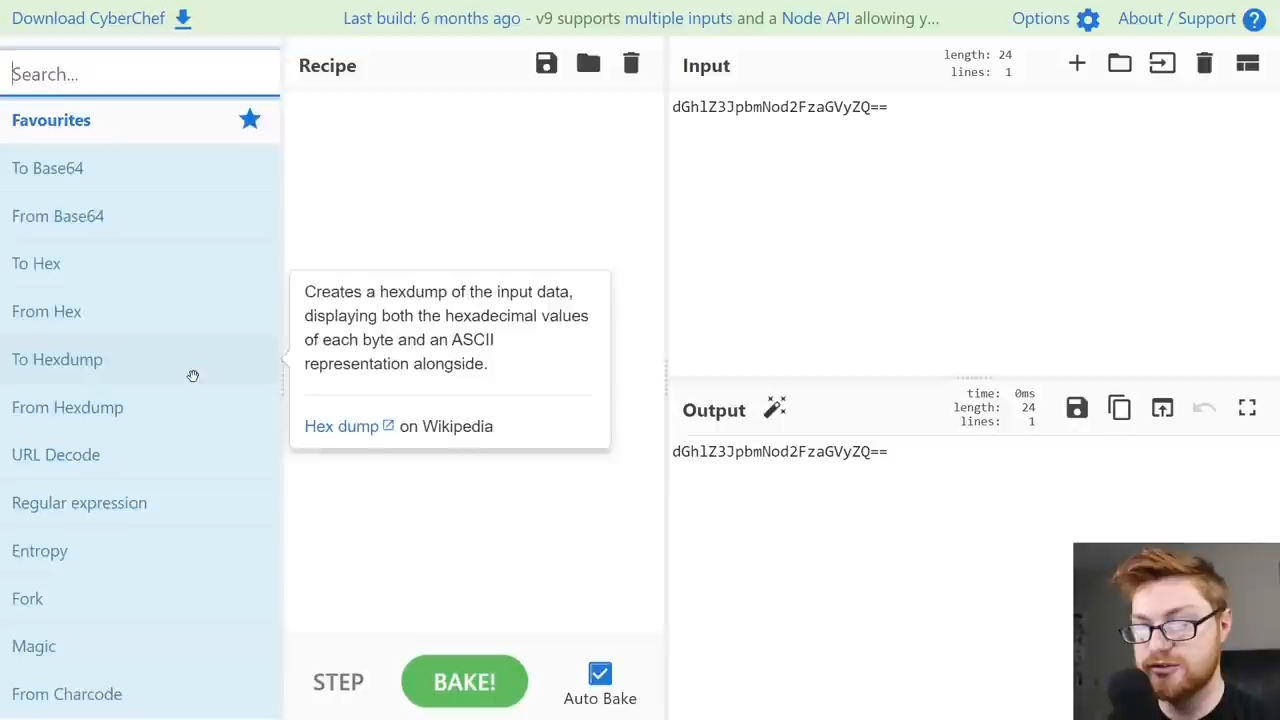 Download CyberChef
Last build: 6 months ago - v9 supports multiple inputs and a Node API allowing y...
Options
About / Support
Search...
Favourites
To Base64
From Base64
To Hex
From Hex
To Hexdump
From Hexdump
URL Decode
Regular expression
Entropy
Fork
Magic
From Charcode
Recipe
Creates a hexdump of the input data,
displaying both the hexadecimal values
of each byte and an ASCII
representation alongside.
Hex dump on Wikipedia
STEP
BAKE!
Auto Bake
Input
length: 24
lines: 1
dGhlZ3JpbmNod2FzaGVyZQ==
Output
time: 0ms
length: 24
lines: 1
dGhlZ3JpbmNod2FzaGVyZQ==